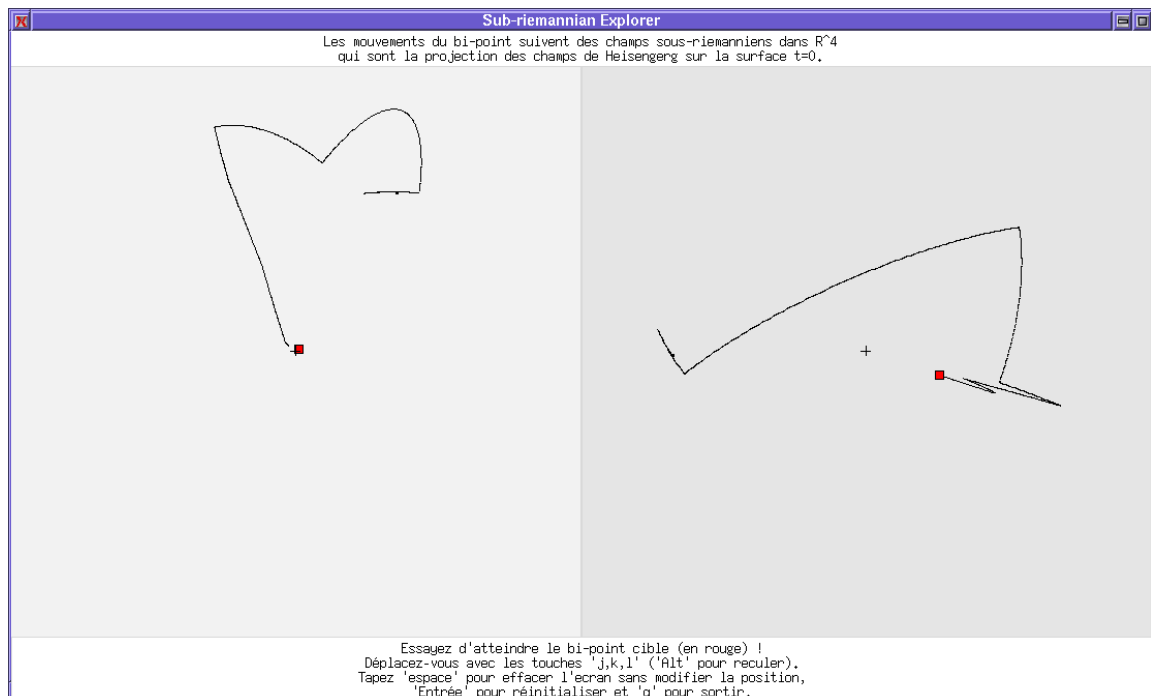 Sub-riemannian Explorer
Les mouvements du bi-point suivent des champs sous-riemanniens dans R^4
qui sont la projection des champs de Heisengerg sur la surface t=0.
Essayez d'atteindre le bi-point cible (en rouge) !
Déplacez-vous avec les touches 'j,k,l' ('Alt' pour reculer).
Tapez 'espace' pour effacer l'ecran sans modifier la position,
'Entrée' pour réinitialiser et 'q' pour sortir.